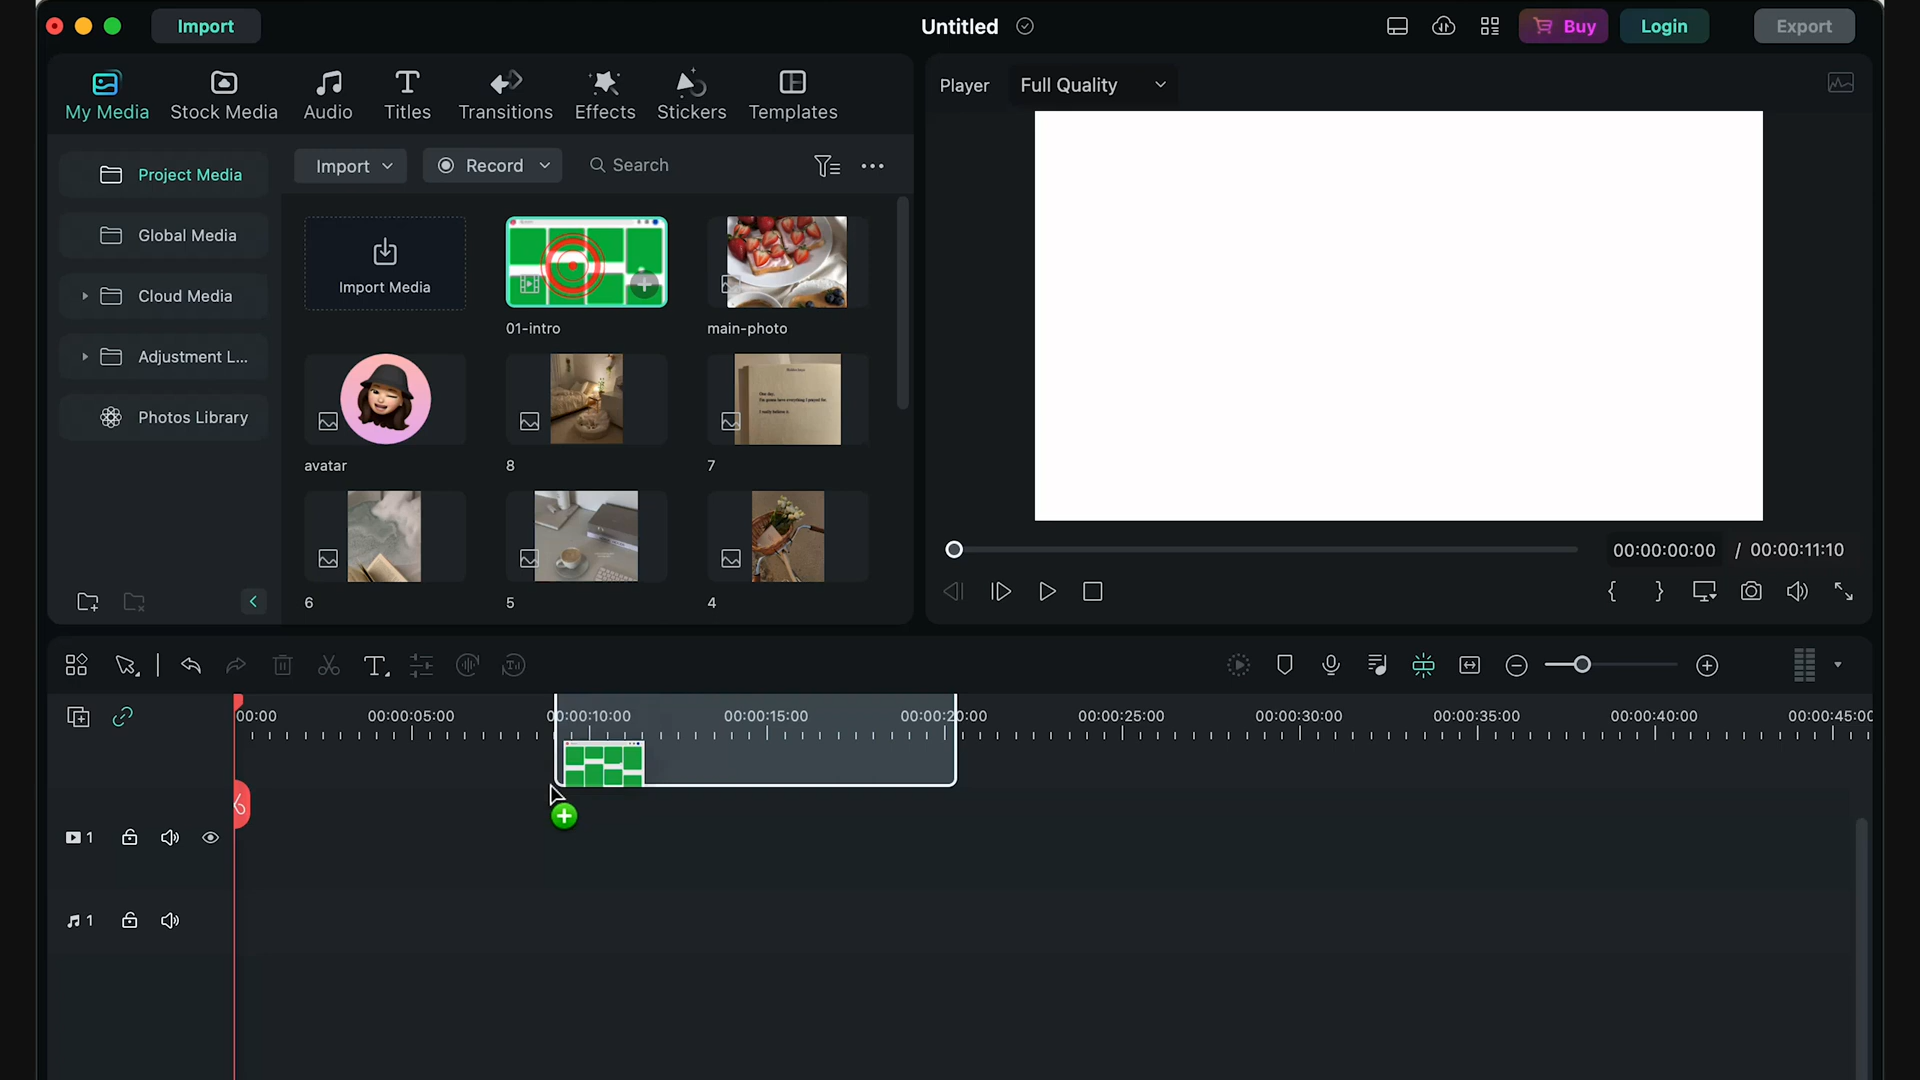 Import
Untitled
Buy
Login
Export
My Media
Stock Media
Audio
Titles
Transitions
Effects
Stickers
Templates
Player
Full Quality
Project Media
Global Media
Cloud Media
Adjustment L...
Photos Library
Import
Record
Search
Import Media
01-intro
main-photo
avatar
8
7
6
5
4
00:00:00:00 / 00:00:11:10
00:00
00:00:05:00
00:00:10:00
00:00:15:00
00:00:20:00
00:00:25:00
00:00:30:00
00:00:35:00
00:00:40:00
00:00:45:00
1
1